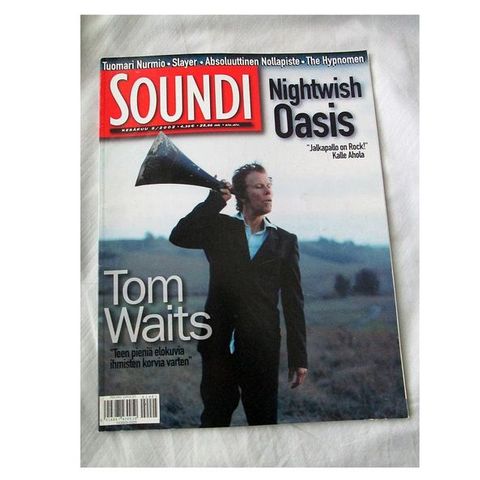 Tuomari Nurmio • Slayer • Absoluuttinen Nollapiste • The Hypnomen
SOUNDI
Nightwish
Oasis
"Jalkapallo on Rock!"
Kalle Ahola
Tom
Waits
"Teen pieniä elokuvia
ihmisten korvia varten"